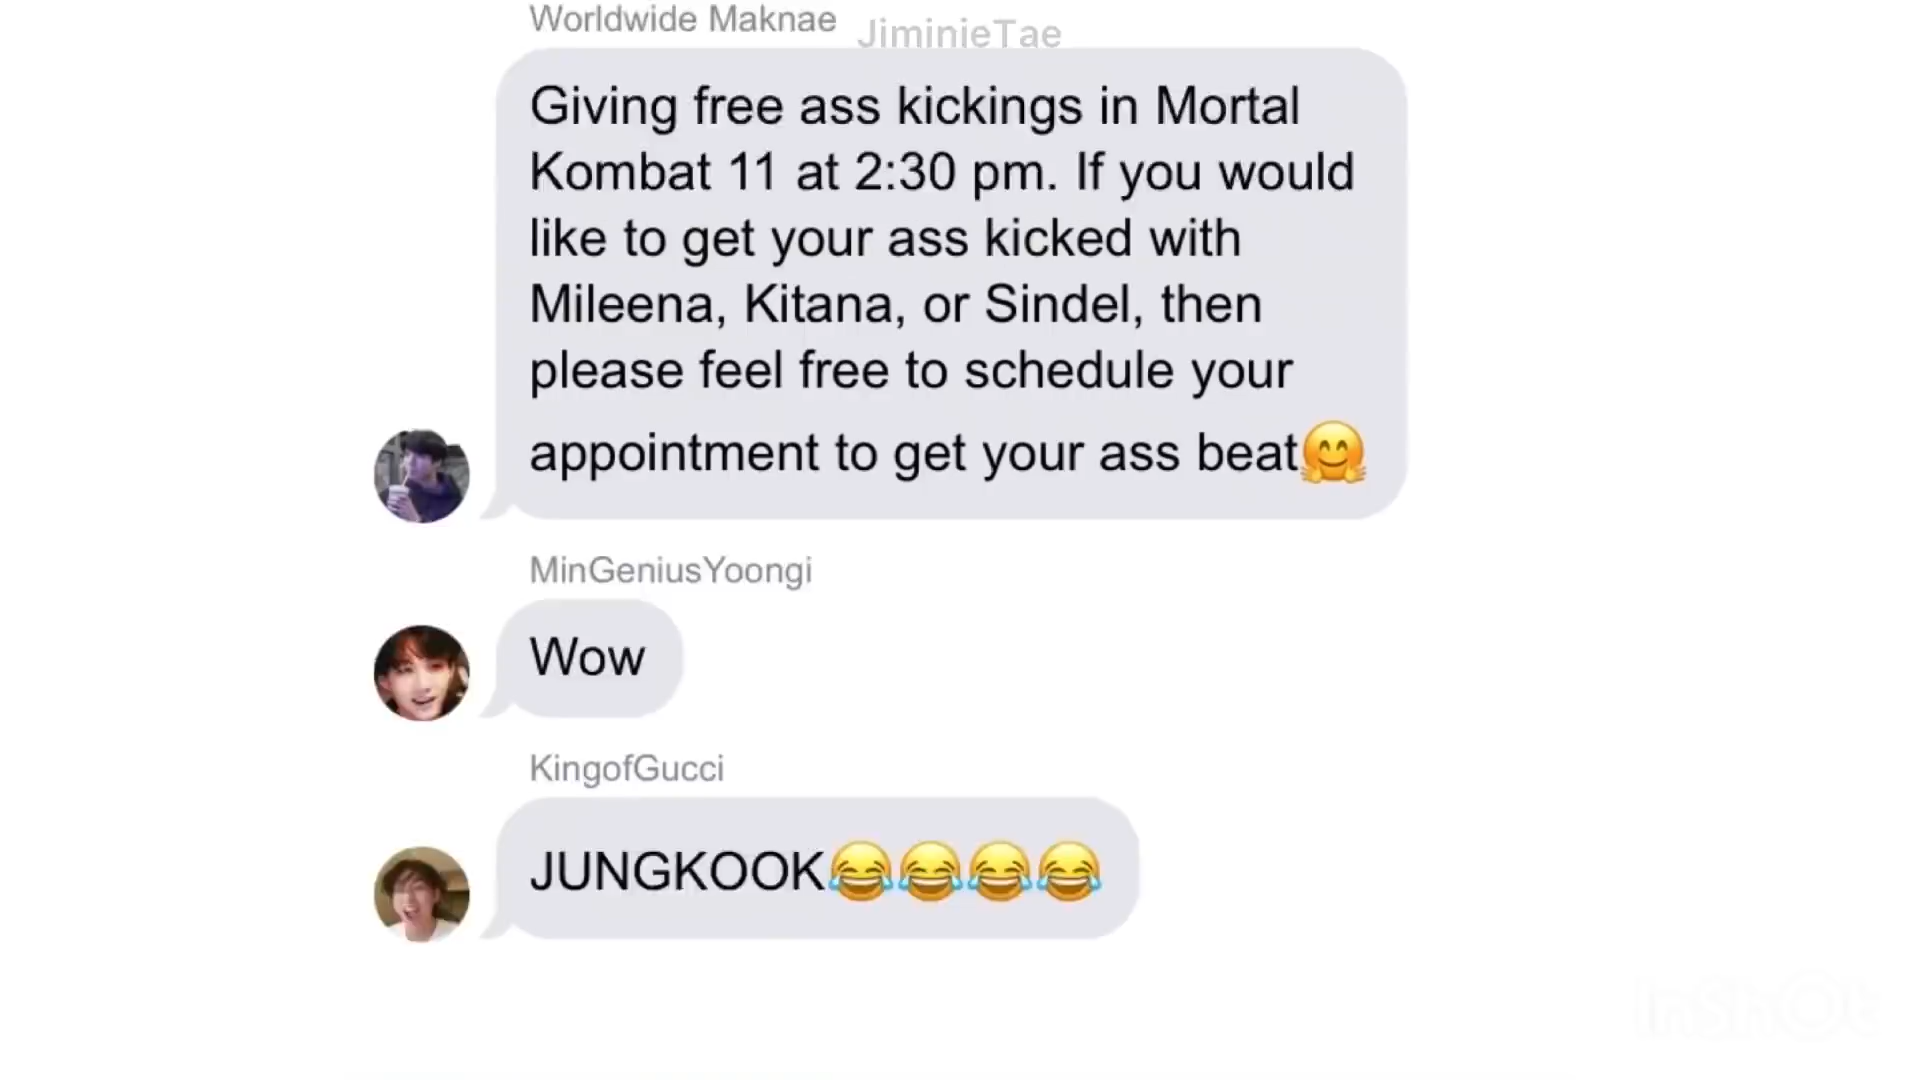 Worldwide Maknae
JiminieTae
Giving free ass kickings in Mortal
Kombat 11 at 2:30 pm. If you would
like to get your ass kicked with
Mileena, Kitana, or Sindel, then
please feel free to schedule your
appointment to get your ass beat🤗
MinGeniusYoongi
Wow
KingofGucci
JUNGKOOK😂😂😂😂
InShOt